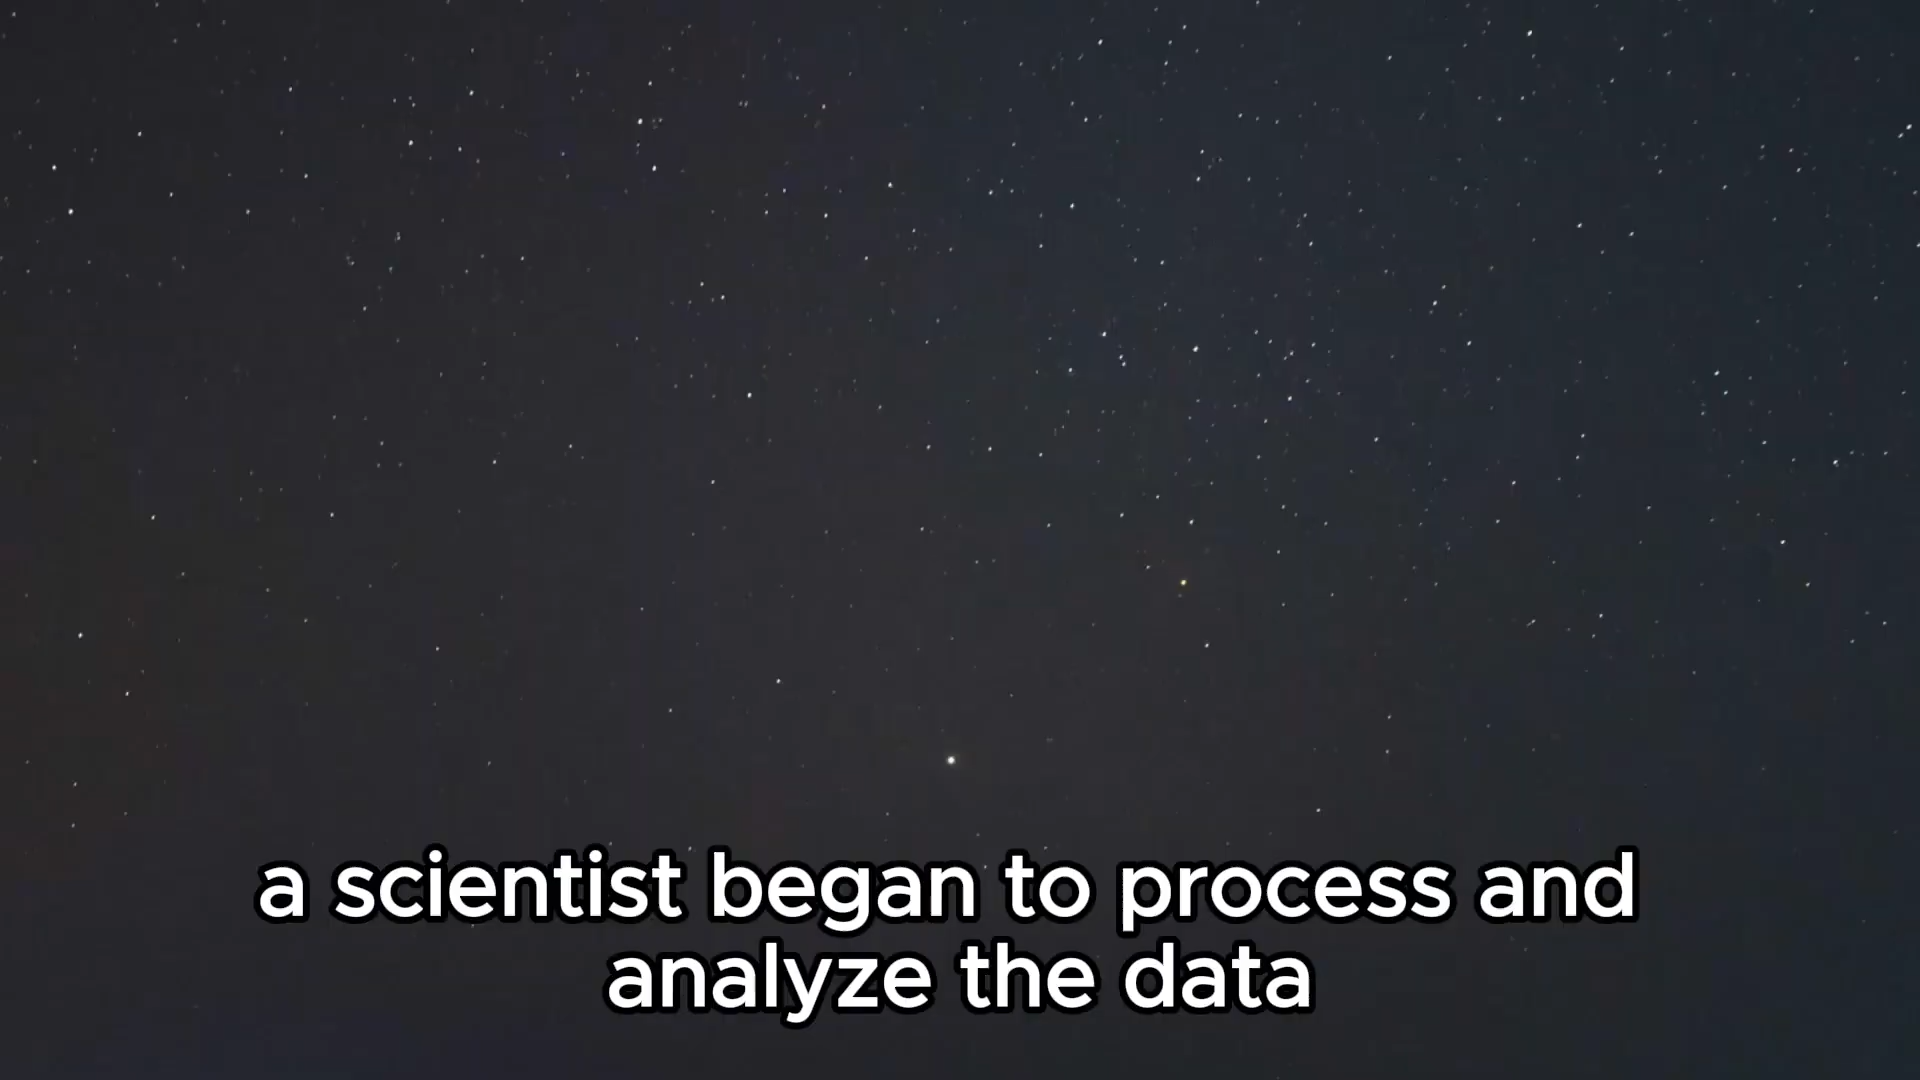 a scientist began to process and
analyze the data